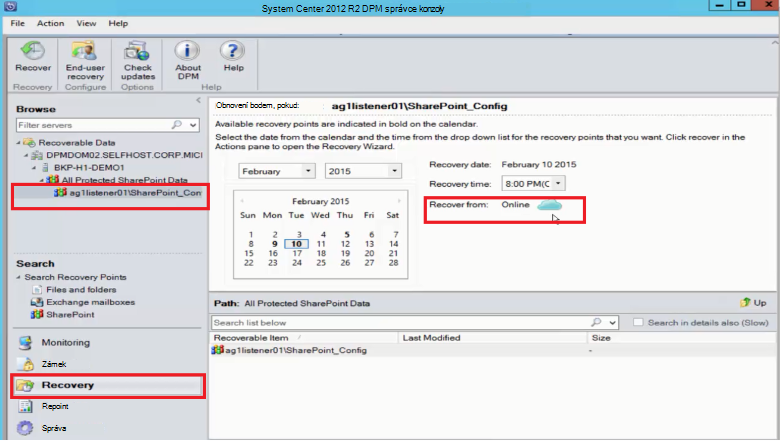 System Center 2012 R2 DPM správce konzoly
File Action View Help
Recover
End-user recovery
Check updates
About DPM
Help
Recovery Configure Options Help
Browse
Filter servers
Recoverable Data
DPMDOM02.SELFHOST.CORP.MICI
BKP-H1-DEMO1
All Protected SharePoint Data
ag1listener01\SharePoint_Con
Search
Search Recovery Points
Files and folders
Exchange mailboxes
SharePoint
Monitoring
Zámek
Recovery
Repoint
Správa
Obnovení bodem, pokud: ag1listener01\SharePoint_Config
Available recovery points are indicated in bold on the calendar.
Select the date from the calendar and the time from the drop down list for the recovery points that you want. Click recover in the
Actions pane to open the Recovery Wizard.
February 2015
February 2015
Sun Mon Tue Wed Thu Fri Sat
1 2 3 4 5 6 7
8 9 10 11 12 13 14
15 16 17 18 19 20 21
22 23 24 25 26 27 28
Recovery date: February 10 2015
Recovery time: 8:00 PM(C
Recover from: Online
Path: All Protected SharePoint Data Up
Search list below Search in details also (Slow)
Recoverable Item / Last Modified Size
ag1listener01\SharePoint_Config -